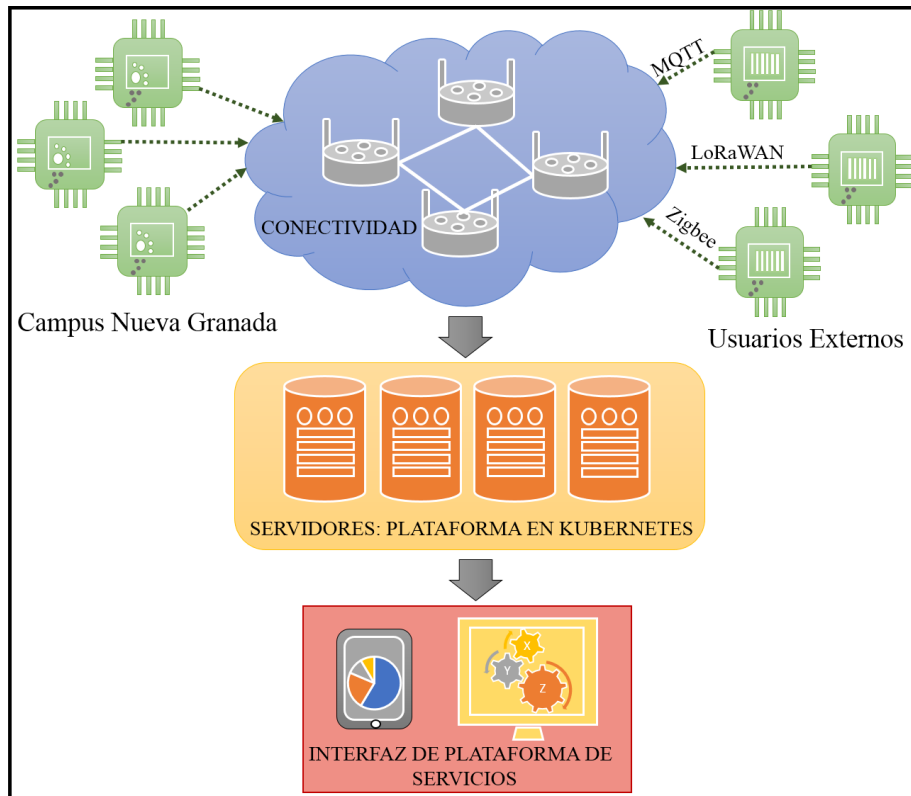 MQTT
LoRaWAN
Zigbee
CONECTIVIDAD
Campus Nueva Granada
Usuarios Externos
SERVIDORES: PLATAFORMA EN KUBERNETES
X
Y
Z
INTERFAZ DE PLATAFORMA DE
SERVICIOS